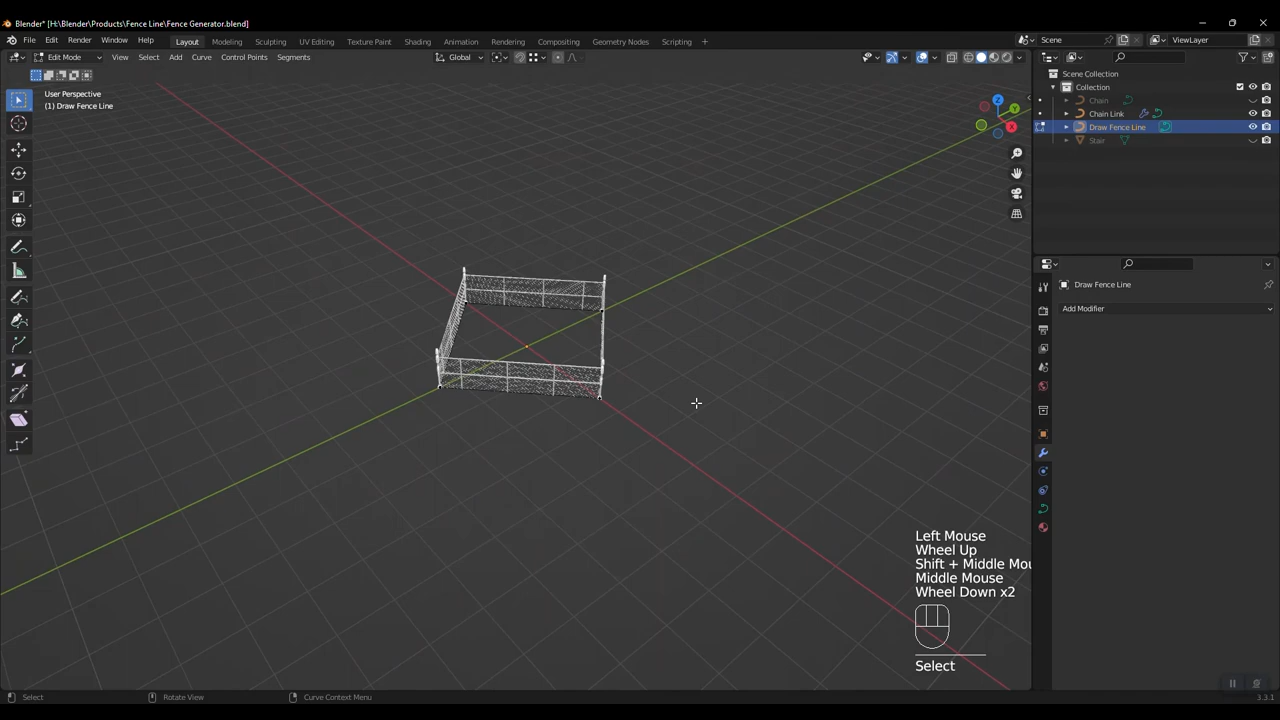 Blender* [H:\Blender\Products\Fence Line\Fence Generator.blend]
File Edit Render Window Help Layout Modeling Sculpting UV Editing Texture Paint Shading Animation Rendering Compositing Geometry Nodes Scripting + Scene ViewLayer
Edit Mode View Select Add Curve Control Points Segments Global
Scene Collection
Collection
Chain
Chain Link
Draw Fence Line
Stair
User Perspective
(1) Draw Fence Line
Z
Y
X
Draw Fence Line
Add Modifier
Left Mouse
Wheel Up
Shift + Middle Mou
Middle Mouse
Wheel Down x2
Select
Select Rotate View Curve Context Menu 3.3.1